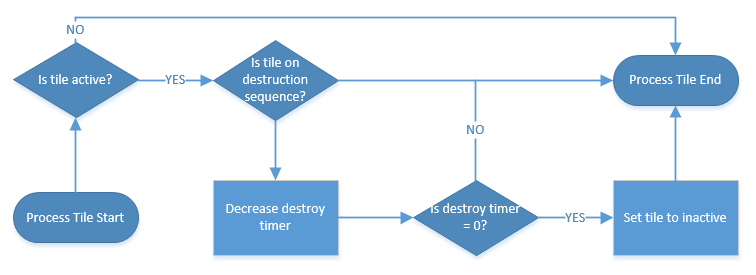 NO
Is tile active?
YES
Is tile on
destruction
sequence?
Process Tile End
NO
Process Tile Start
Decrease destroy
timer
Is destroy timer
= 0?
YES
Set tile to inactive